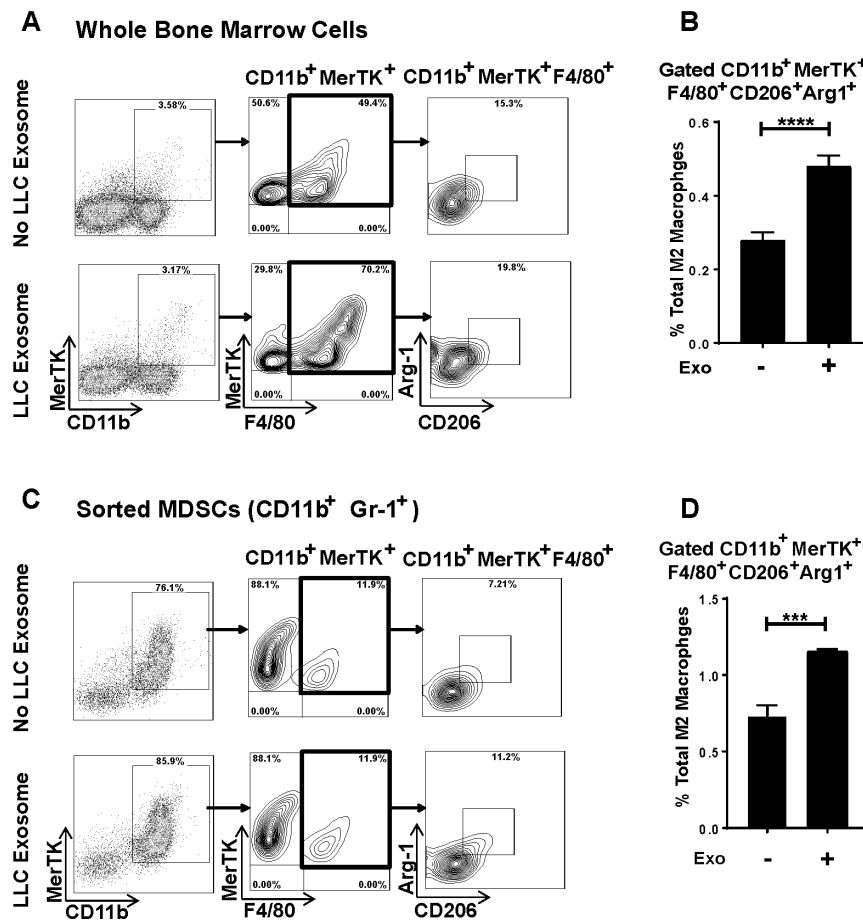 A
Whole Bone Marrow Cells
CD11b+ MerTK+
CD11b+ MerTK+ F4/80+
No LLC Exosome
3.58%
50.6%
49.4%
0.00%
0.00%
15.3%
LLC Exosome
3.17%
29.8%
70.2%
0.00%
0.00%
19.8%
MerTK
CD11b
MerTK
F4/80
Arg-1
CD206
B
Gated CD11b+ MerTK+
F4/80+ CD206+ Arg1+
****
% Total M2 Macrophges
0.6
0.4
0.2
0.0
Exo - +
C
Sorted MDSCs (CD11b+ Gr-1+)
CD11b+ MerTK+
CD11b+ MerTK+ F4/80+
No LLC Exosome
76.1%
88.1%
11.9%
0.00%
0.00%
7.21%
LLC Exosome
85.9%
88.1%
11.9%
0.00%
0.00%
11.2%
MerTK
CD11b
MerTK
F4/80
Arg-1
CD206
D
Gated CD11b+ MerTK+
F4/80+ CD206+ Arg1+
***
% Total M2 Macrophges
1.5
1.0
0.5
0.0
Exo - +